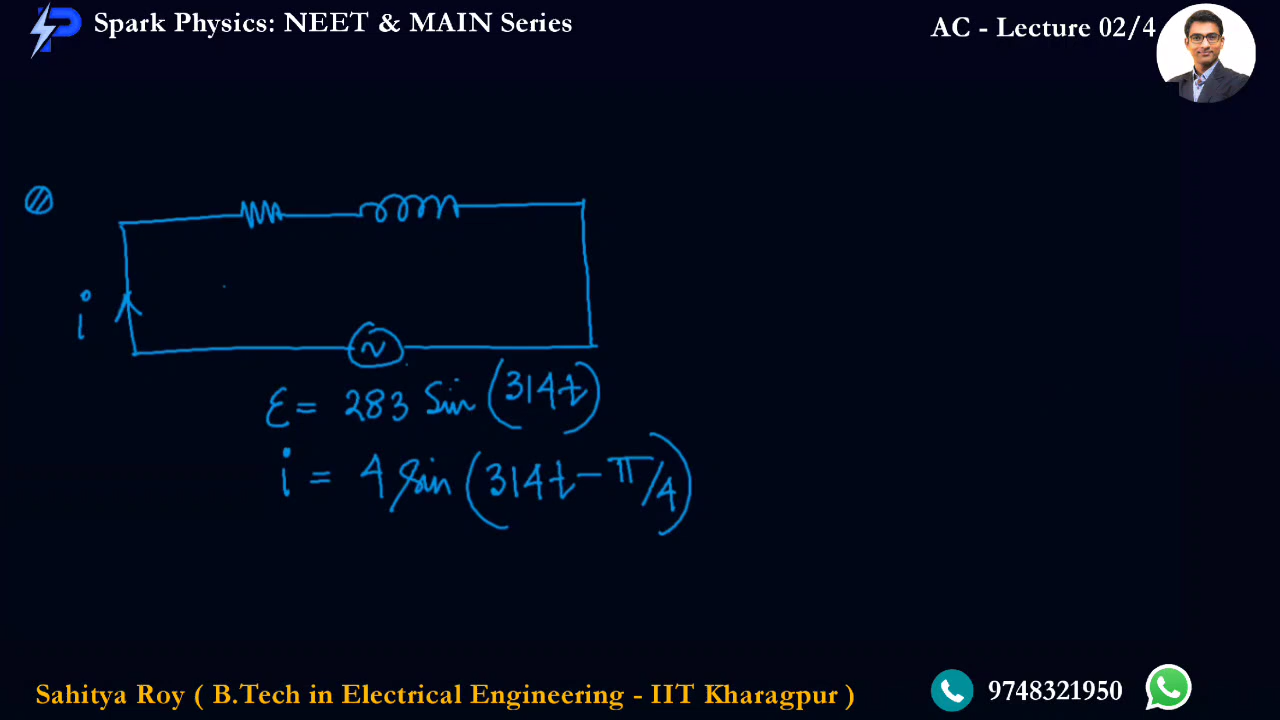 Spark Physics: NEET & MAIN Series
AC - Lecture 02/4
i
~
ε = 283 Sin (314t)
i = 4 sin (314t - π/4)
Sahitya Roy ( B.Tech in Electrical Engineering - IIT Kharagpur )
9748321950